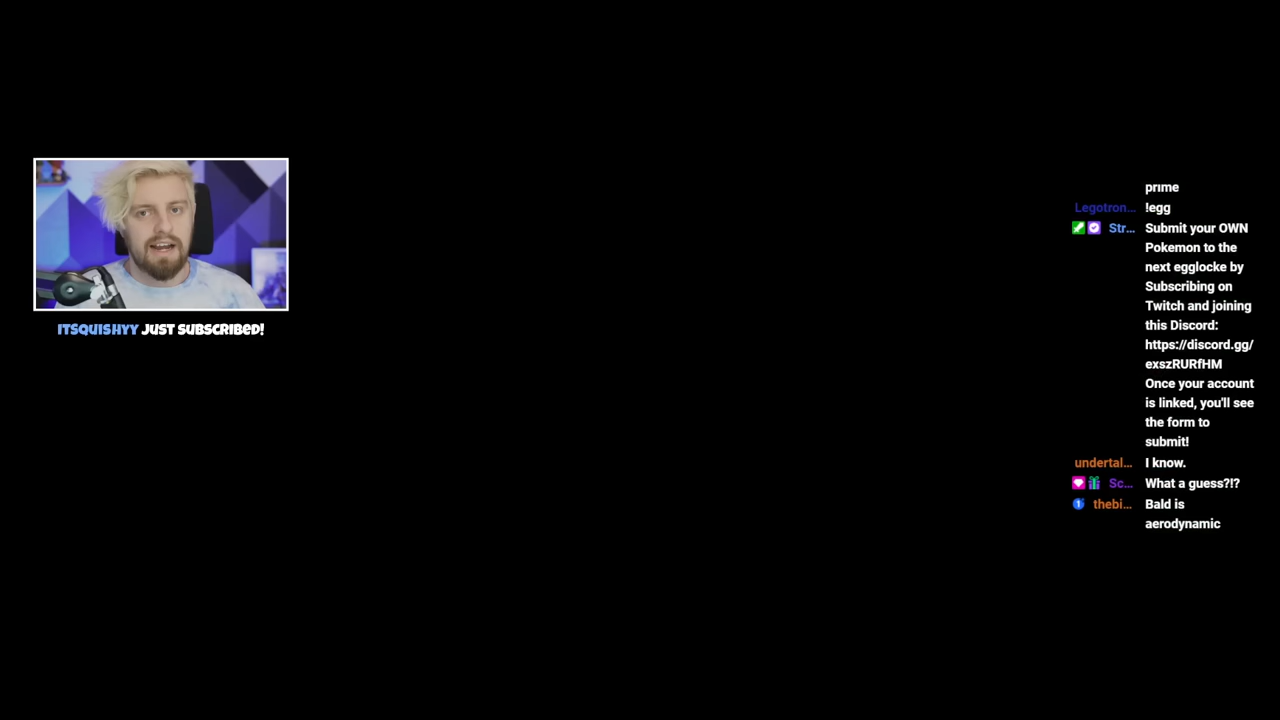 ITSQUISHYY JUST SUBSCRIBED!
prime
Legotron... !egg
Str... Submit your OWN
Pokemon to the
next egglocke by
Subscribing on
Twitch and joining
this Discord:
https://discord.gg/
exszRURfHM
Once your account
is linked, you'll see
the form to
submit!
undertal... I know.
Sc... What a guess?!?
1 thebi... Bald is
aerodynamic